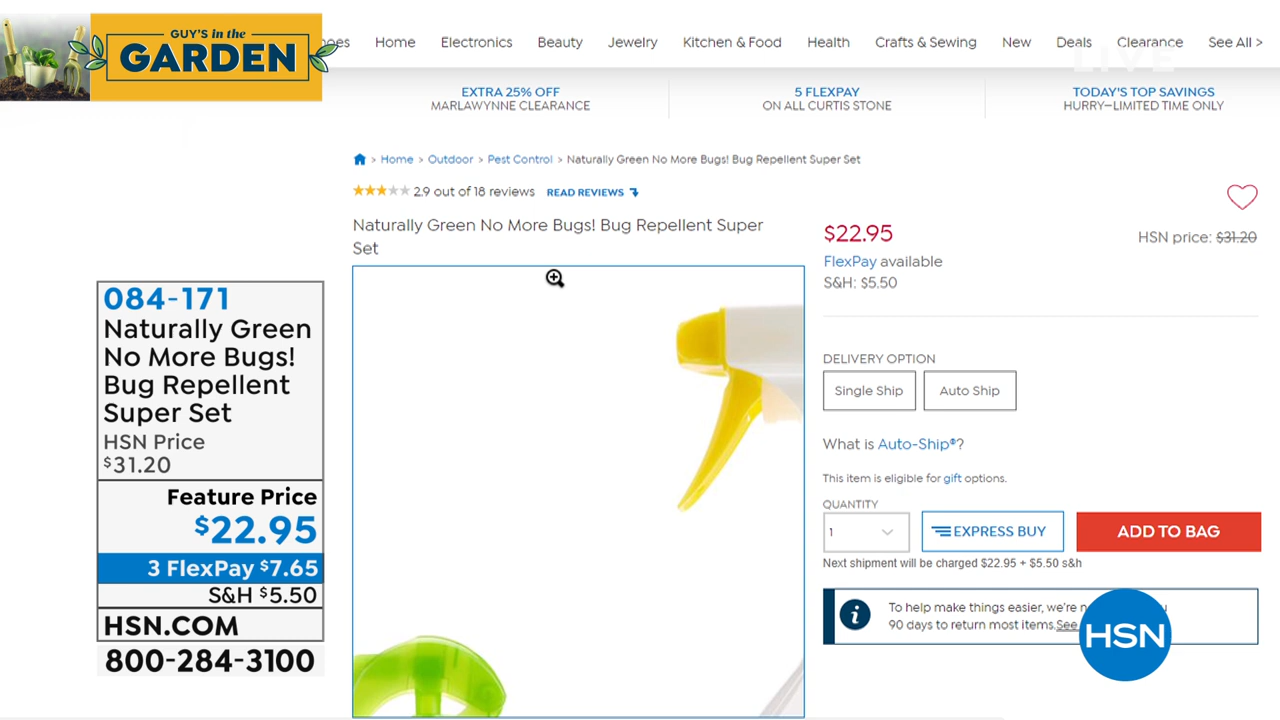 GUY'S in the
GARDEN
Home Electronics Beauty Jewelry Kitchen & Food Health Crafts & Sewing New Deals Clearance See All >
LIVE
EXTRA 25% OFF
MARLAWYNNE CLEARANCE
5 FLEXPAY
ON ALL CURTIS STONE
TODAY'S TOP SAVINGS
HURRY—LIMITED TIME ONLY
> Home > Outdoor > Pest Control > Naturally Green No More Bugs! Bug Repellent Super Set
2.9 out of 18 reviews READ REVIEWS
Naturally Green No More Bugs! Bug Repellent Super
Set
$22.95
HSN price: $31.20
FlexPay available
S&H: $5.50
DELIVERY OPTION
Single Ship Auto Ship
What is Auto-Ship®?
This item is eligible for gift options.
QUANTITY
1 EXPRESS BUY ADD TO BAG
Next shipment will be charged $22.95 + $5.50 s&h
i
To help make things easier, we're
90 days to return most items. See
HSN
084-171
Naturally Green
No More Bugs!
Bug Repellent
Super Set
HSN Price
$31.20
Feature Price
$22.95
3 FlexPay $7.65
S&H $5.50
HSN.COM
800-284-3100